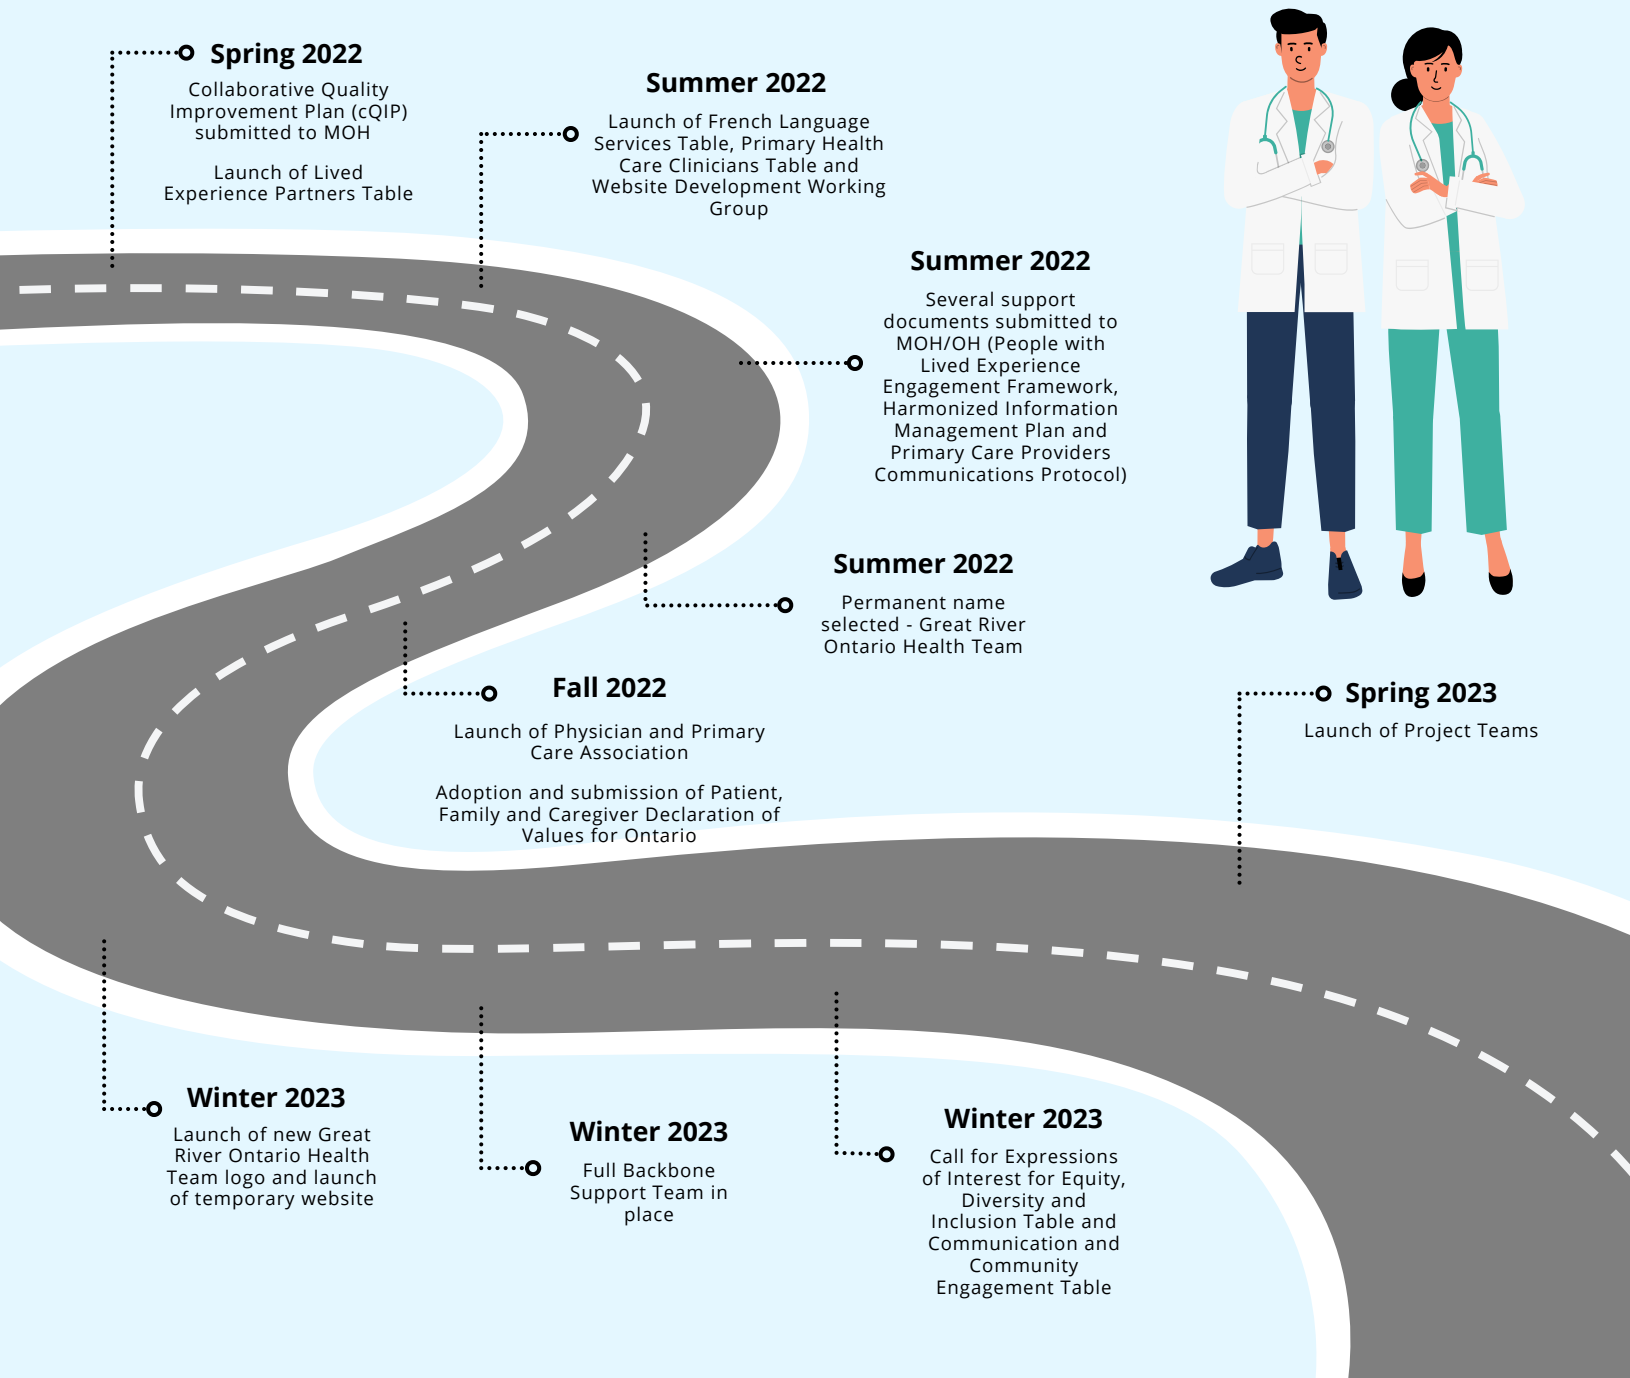 Spring 2022
Collaborative Quality
Improvement Plan (cQIP)
submitted to MOH
Launch of Lived
Experience Partners Table
Summer 2022
Launch of French Language
Services Table, Primary Health
Care Clinicians Table and
Website Development Working
Group
Summer 2022
Several support
documents submitted to
MOH/OH (People with
Lived Experience
Engagement Framework,
Harmonized Information
Management Plan and
Primary Care Providers
Communications Protocol)
Summer 2022
Permanent name
selected - Great River
Ontario Health Team
Fall 2022
Launch of Physician and Primary
Care Association
Adoption and submission of Patient,
Family and Caregiver Declaration of
Values for Ontario
Winter 2023
Launch of new Great
River Ontario Health
Team logo and launch
of temporary website
Winter 2023
Full Backbone
Support Team in
place
Winter 2023
Call for Expressions
of Interest for Equity,
Diversity and
Inclusion Table and
Communication and
Community
Engagement Table
Spring 2023
Launch of Project Teams